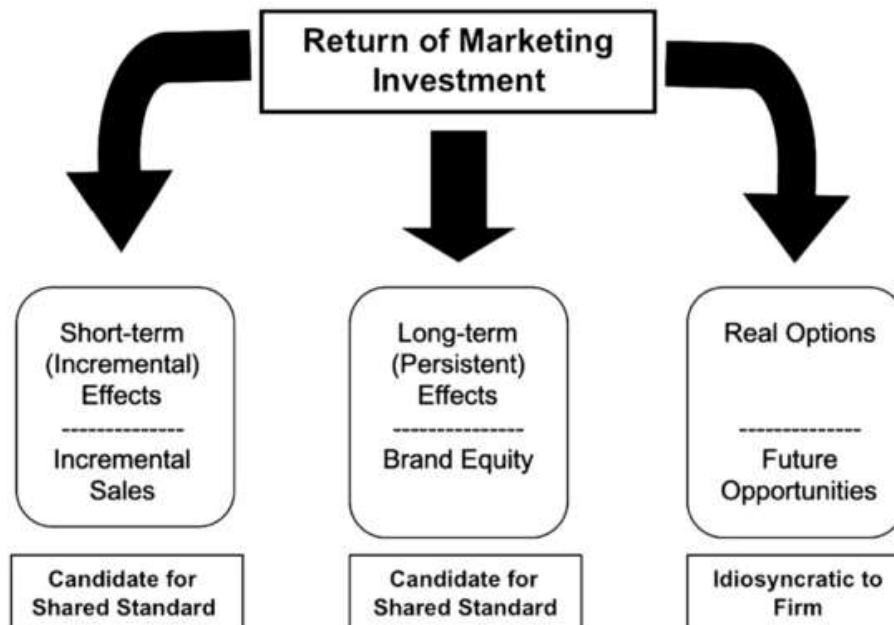 Return of Marketing
Investment
Short-term
(Incremental)
Effects
--------------
Incremental
Sales
Long-term
(Persistent)
Effects
--------------
Brand Equity
Real Options
-------------
Future
Opportunities
Candidate for
Shared Standard
Candidate for
Shared Standard
Idiosyncratic to
Firm